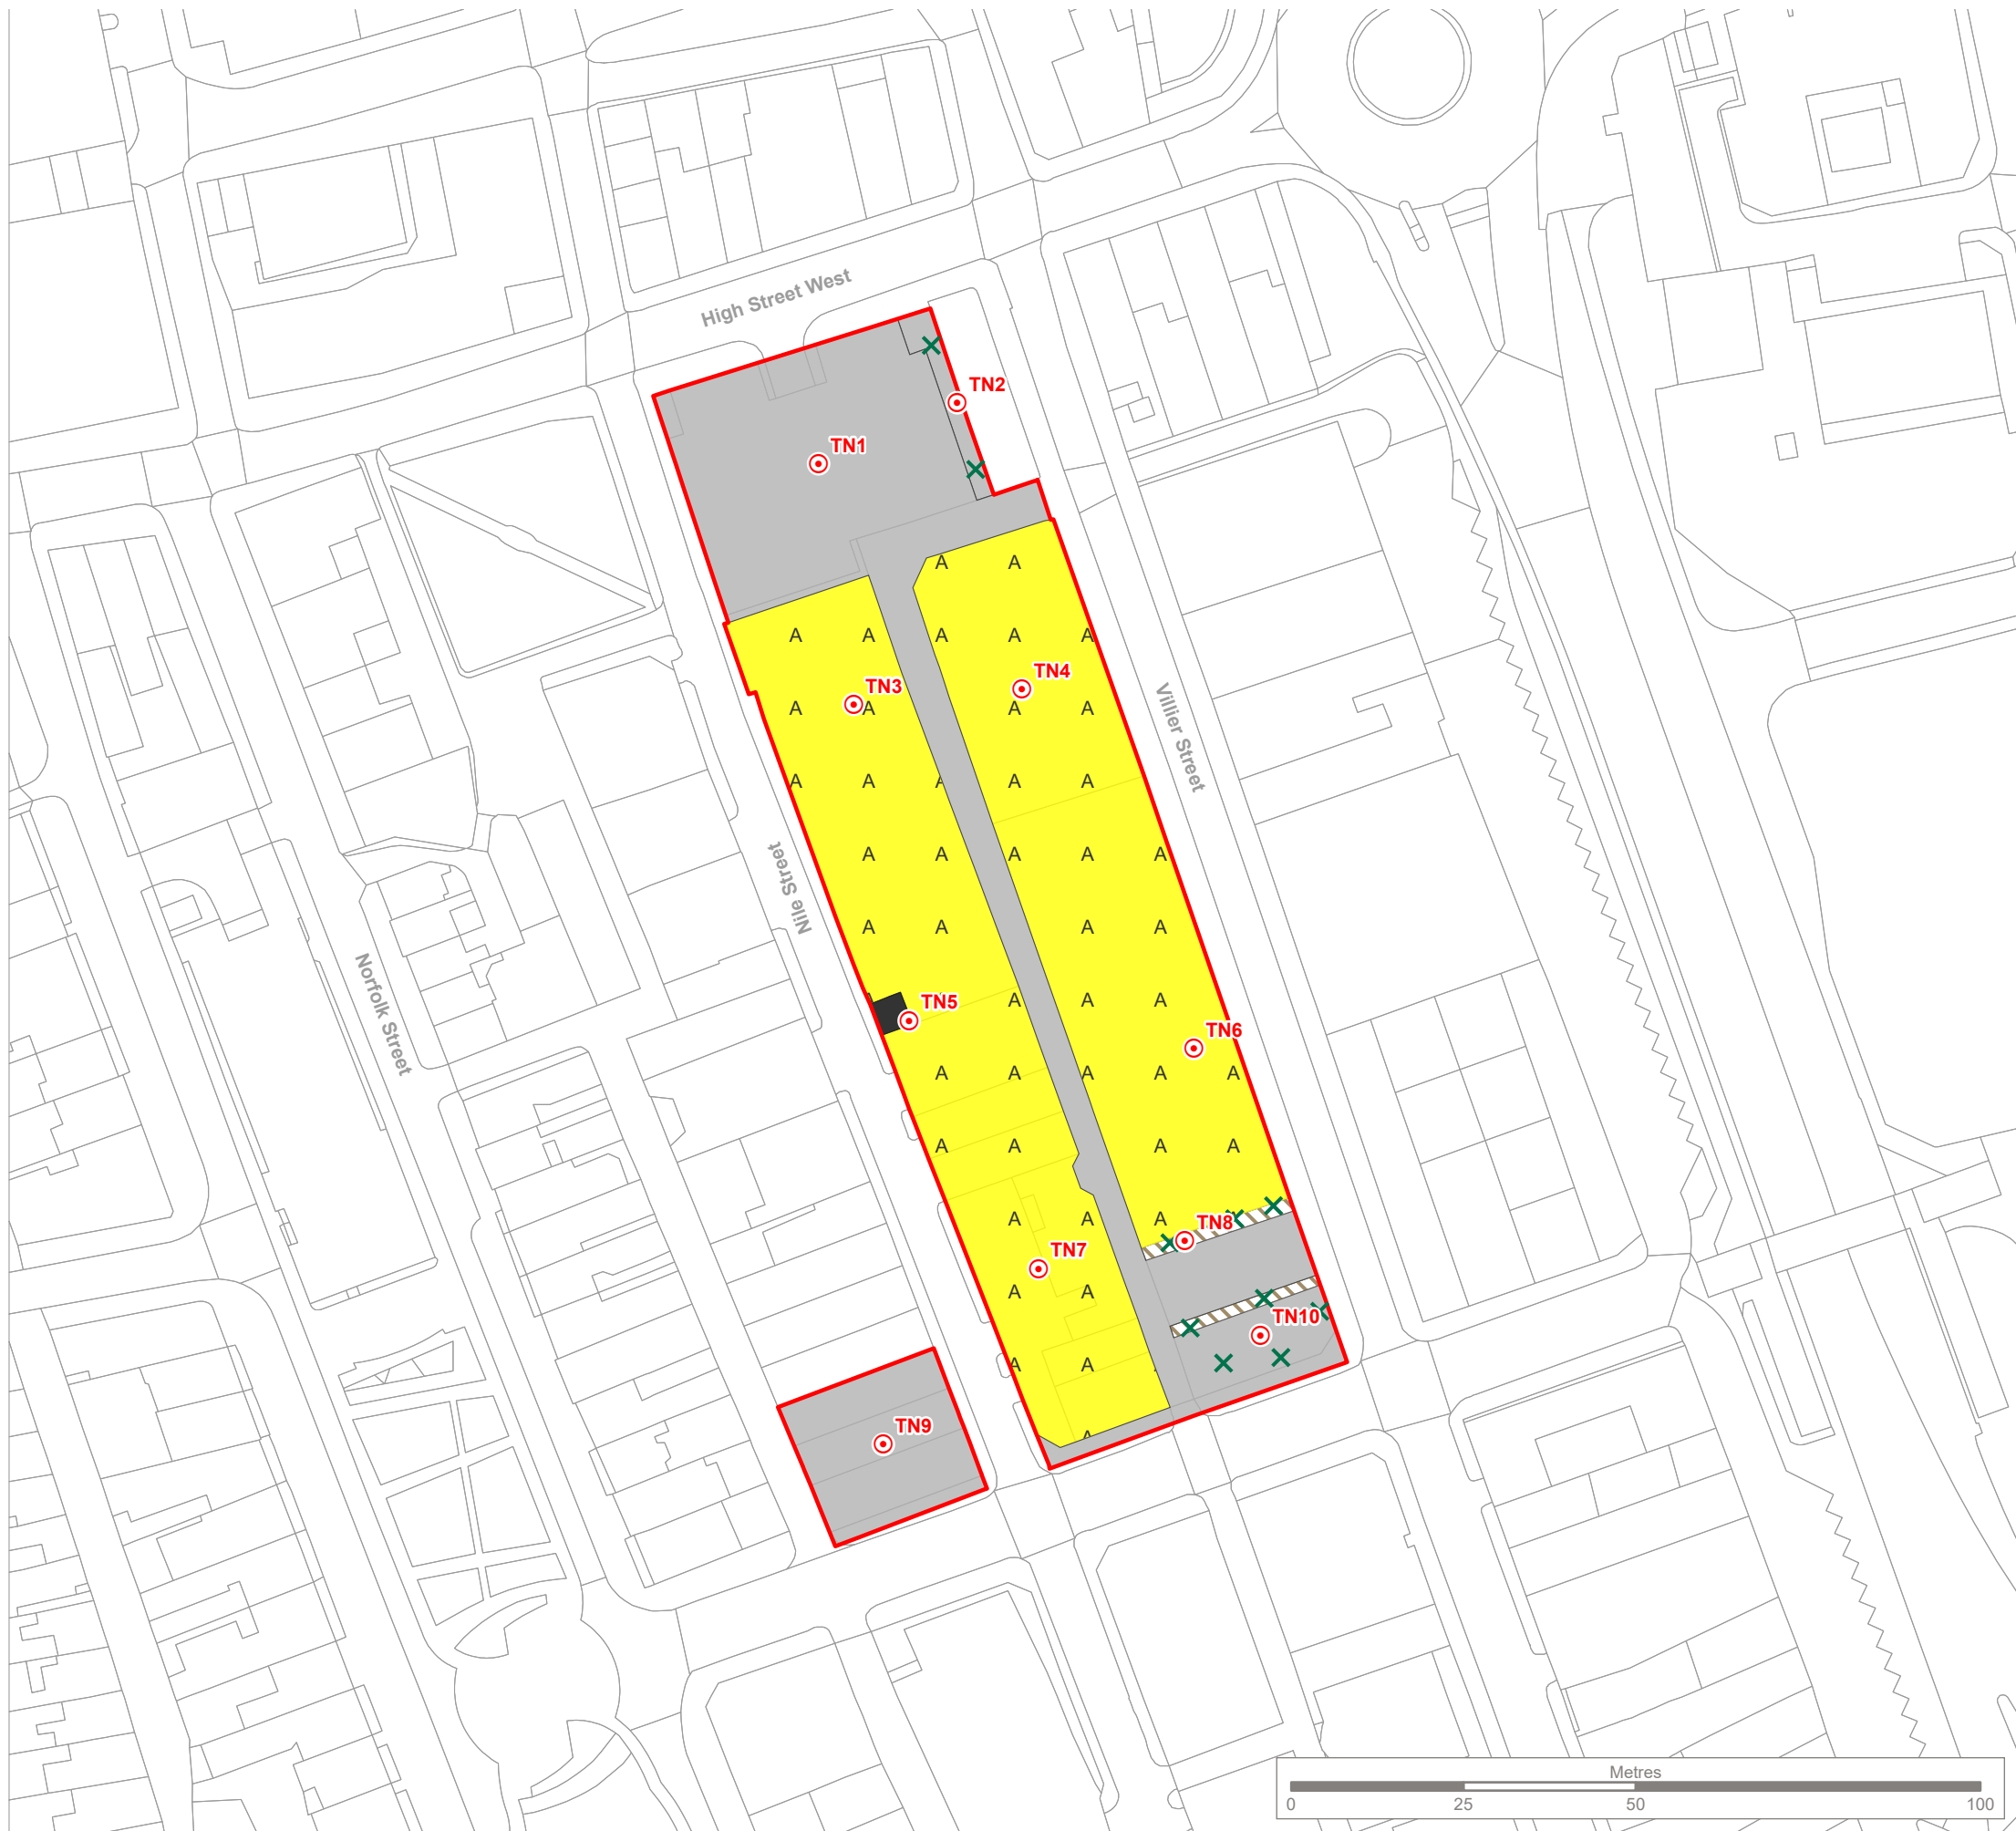 High Street West
TN2
TN1
A A
A A A A A
TN3 TN4
A A A A
Villier Street
A A A A A
Nile Street
A A A A A
A A A A
Norfolk Street
TN5 A A A A
TN6
A A A A A
A A A A
A A A
TN8
TN7
A A
TN10
A A
TN9
A
Metres
0 25 50 100